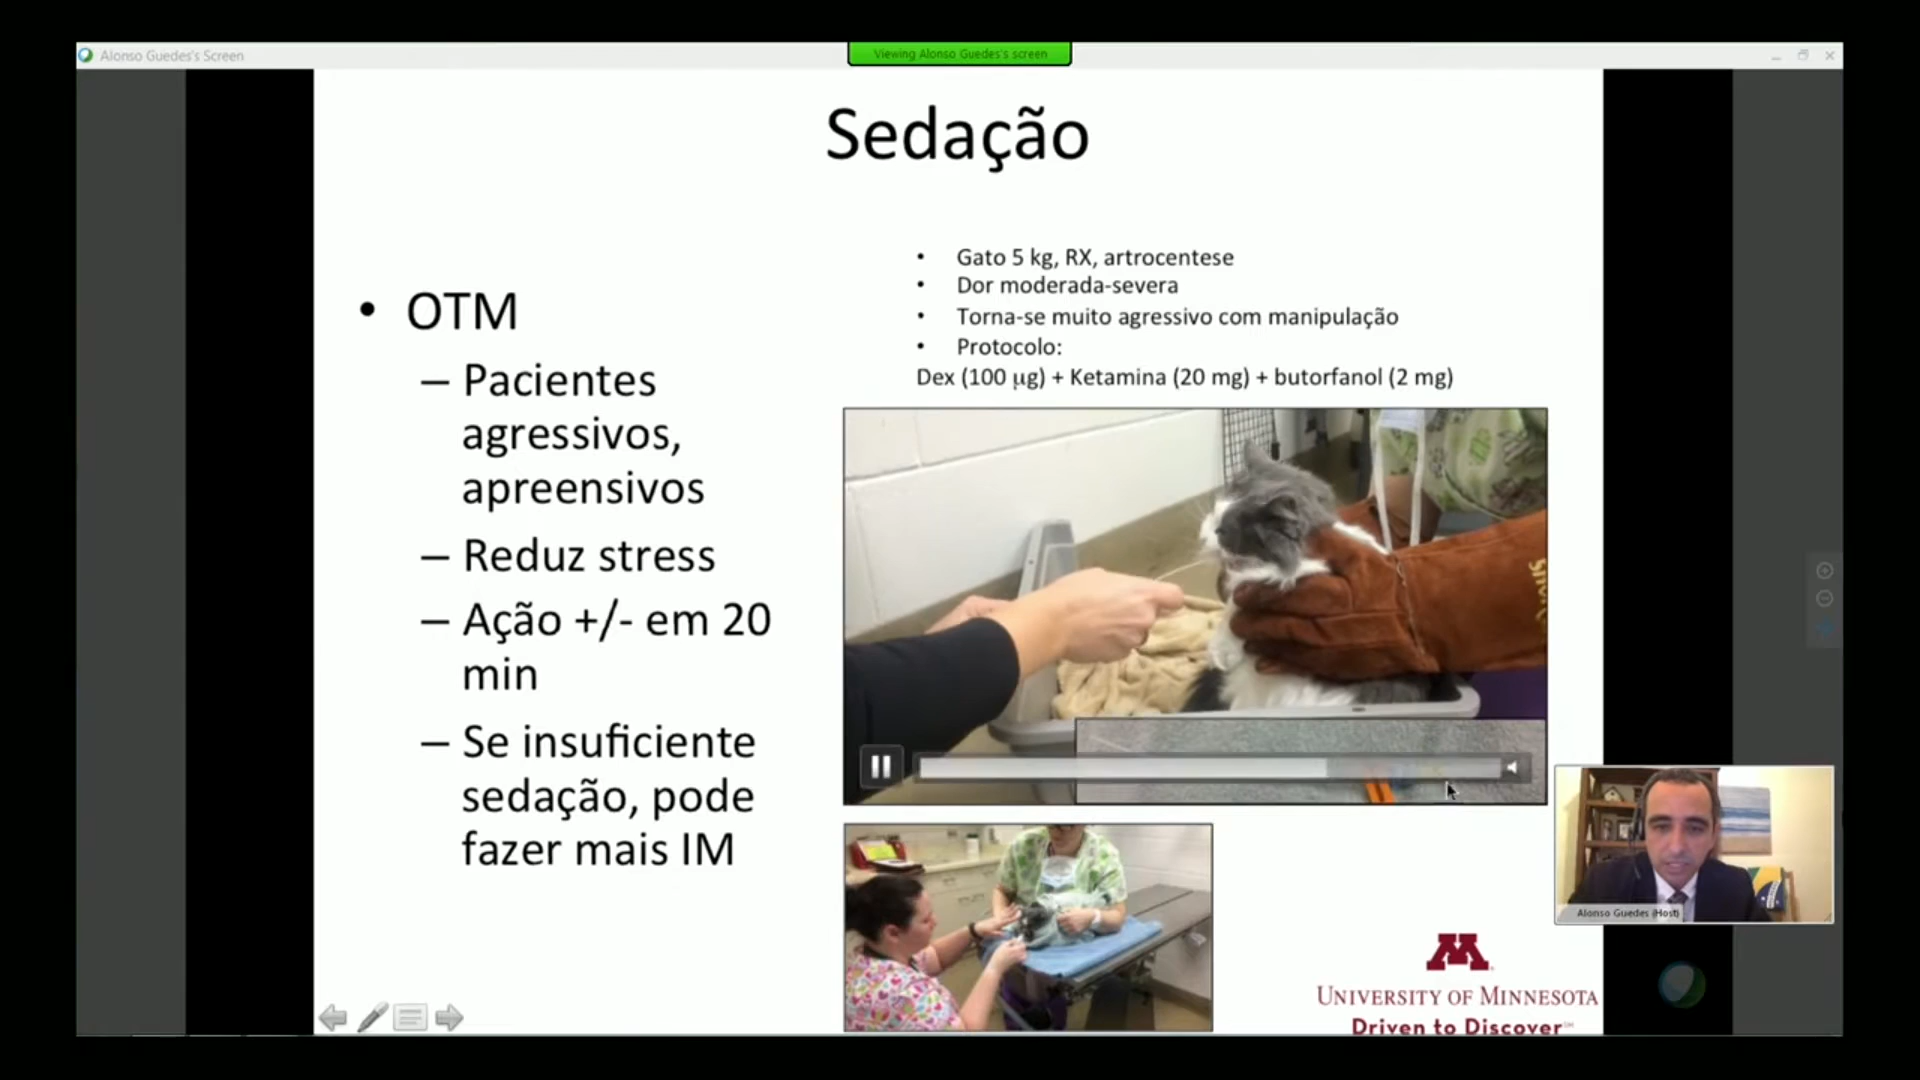 Alonso Guedes's Screen
Viewing Alonso Guedes's screen
Sedação
• OTM
– Pacientes
agressivos,
apreensivos
– Reduz stress
– Ação +/- em 20
min
– Se insuficiente
sedação, pode
fazer mais IM
• Gato 5 kg, RX, artrocentese
• Dor moderada-severa
• Torna-se muito agressivo com manipulação
• Protocolo:
Dex (100 µg) + Ketamina (20 mg) + butorfanol (2 mg)
Alonso Guedes (Host)
M
UNIVERSITY OF MINNESOTA
Driven to Discover℠